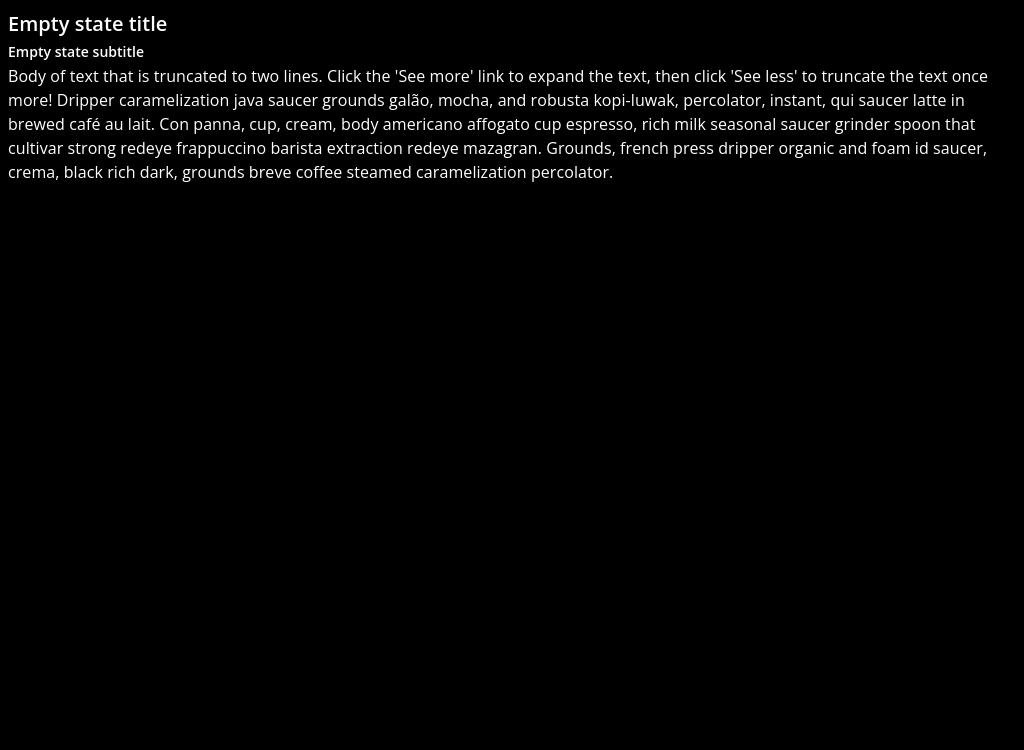 Empty state title
Empty state subtitle
Body of text that is truncated to two lines. Click the 'See more' link to expand the text, then click 'See less' to truncate the text once
more! Dripper caramelization java saucer grounds galão, mocha, and robusta kopi-luwak, percolator, instant, qui saucer latte in
brewed café au lait. Con panna, cup, cream, body americano affogato cup espresso, rich milk seasonal saucer grinder spoon that
cultivar strong redeye frappuccino barista extraction redeye mazagran. Grounds, french press dripper organic and foam id saucer,
crema, black rich dark, grounds breve coffee steamed caramelization percolator.